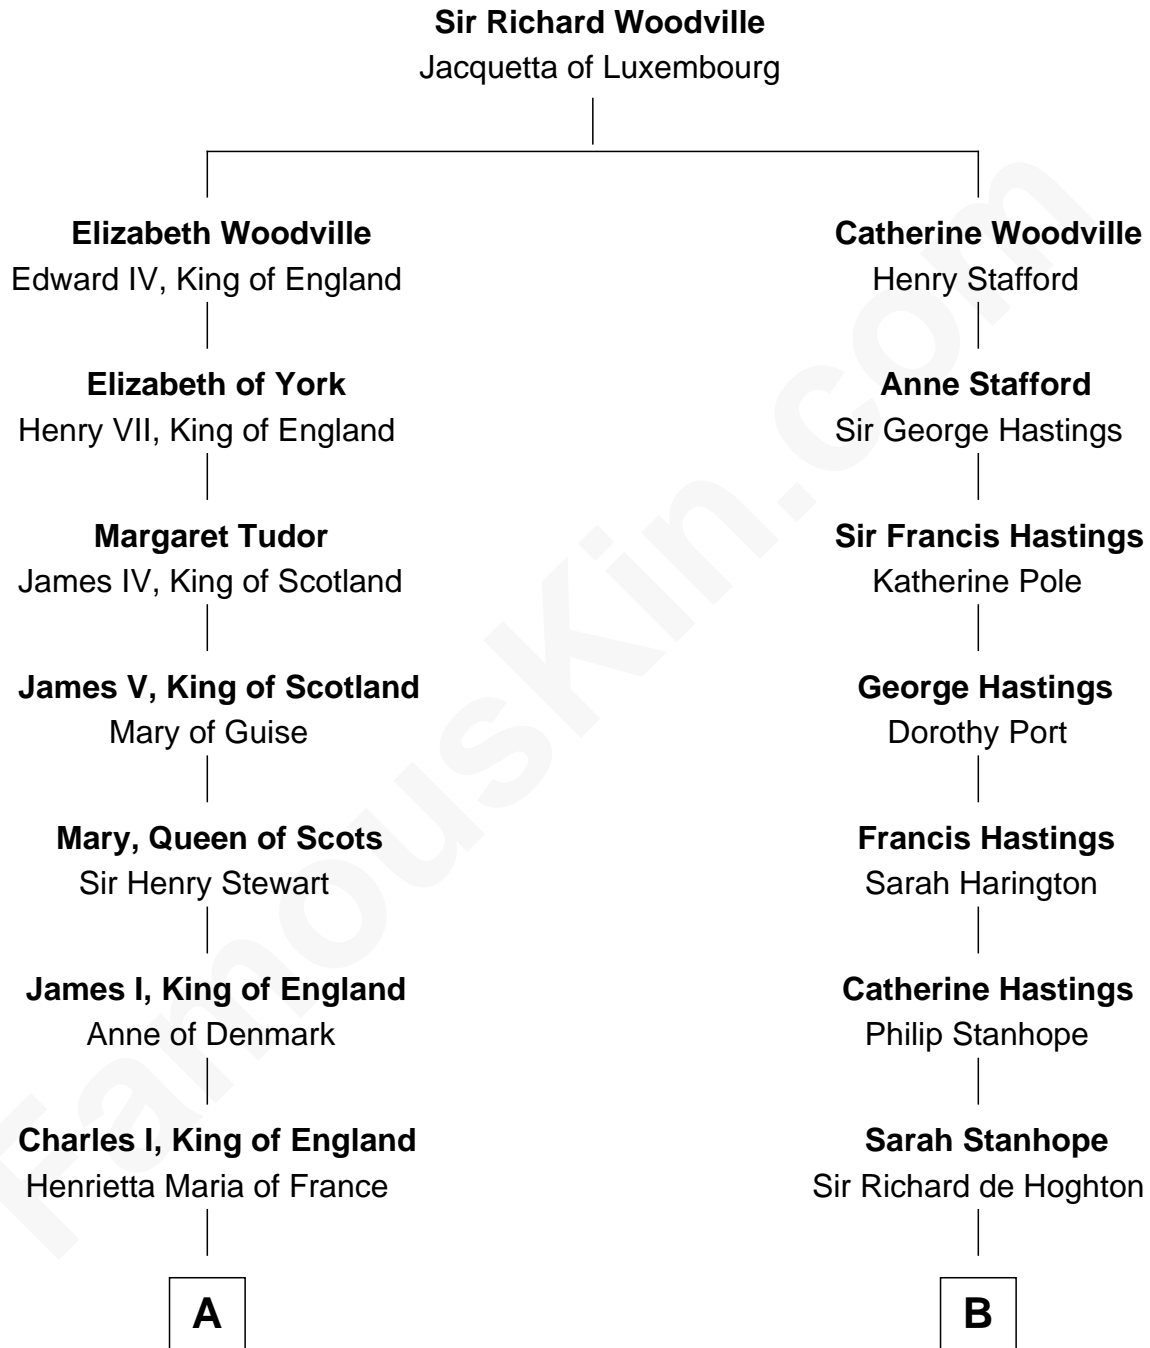 Sir Richard Woodville
Jacquetta of Luxembourg
Elizabeth Woodville
Edward IV, King of England
Catherine Woodville
Henry Stafford
Elizabeth of York
Henry VII, King of England
Anne Stafford
Sir George Hastings
Margaret Tudor
James IV, King of Scotland
Sir Francis Hastings
Katherine Pole
James V, King of Scotland
Mary of Guise
George Hastings
Dorothy Port
Mary, Queen of Scots
Sir Henry Stewart
Francis Hastings
Sarah Harington
James I, King of England
Anne of Denmark
Catherine Hastings
Philip Stanhope
Charles I, King of England
Henrietta Maria of France
Sarah Stanhope
Sir Richard de Hoghton
A
B
FamousKin.com